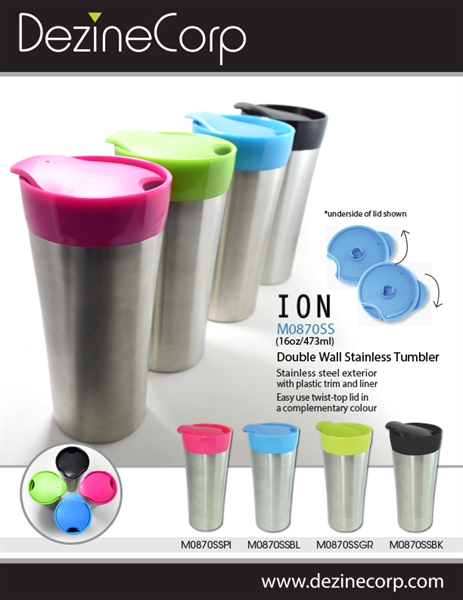 DezineCorp
*underside of lid shown
ION
M0870SS
(16oz/473ml)
Double Wall Stainless Tumbler
Stainless steel exterior
with plastic trim and liner
Easy use twist-top lid in
a complementary colour
M0870SSPI M0870SSBL M0870SSGR M0870SSBK
www.dezinecorp.com